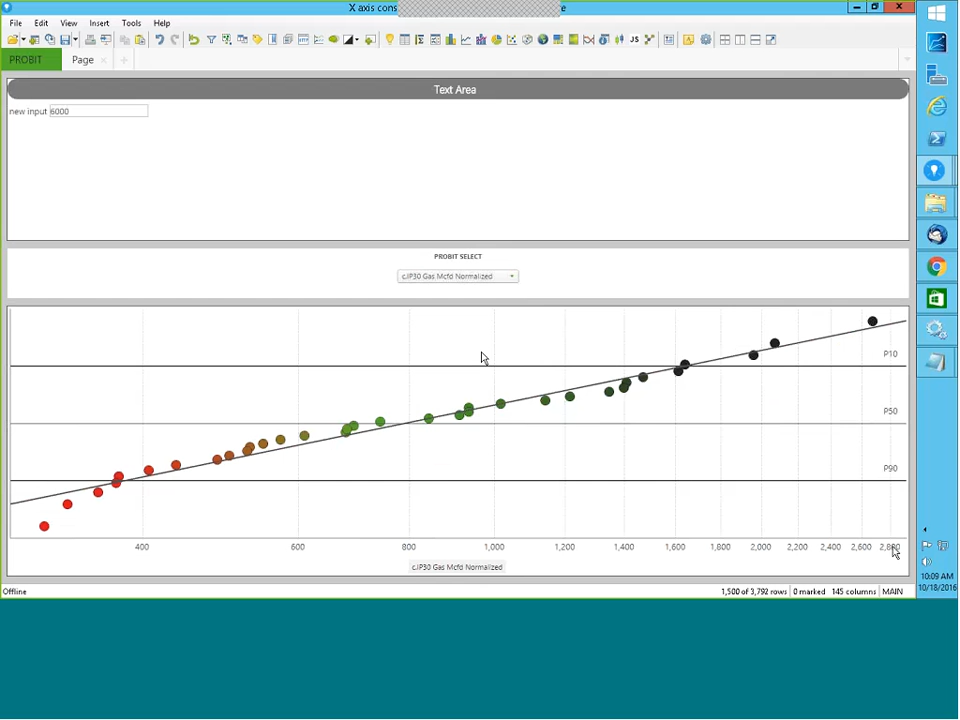 X axis cons e
File Edit View Insert Tools Help
JS
PROBIT Page
Text Area
new input 6000
PROBIT SELECT
c.IP30 Gas Mcfd Normalized
P10
P50
P90
400 600 800 1,000 1,200 1,400 1,600 1,800 2,000 2,200 2,400 2,600
c.IP30 Gas Mcfd Normalized
Offline 1,500 of 3,792 rows 0 marked 145 columns MAIN
10:09 AM
10/18/2016